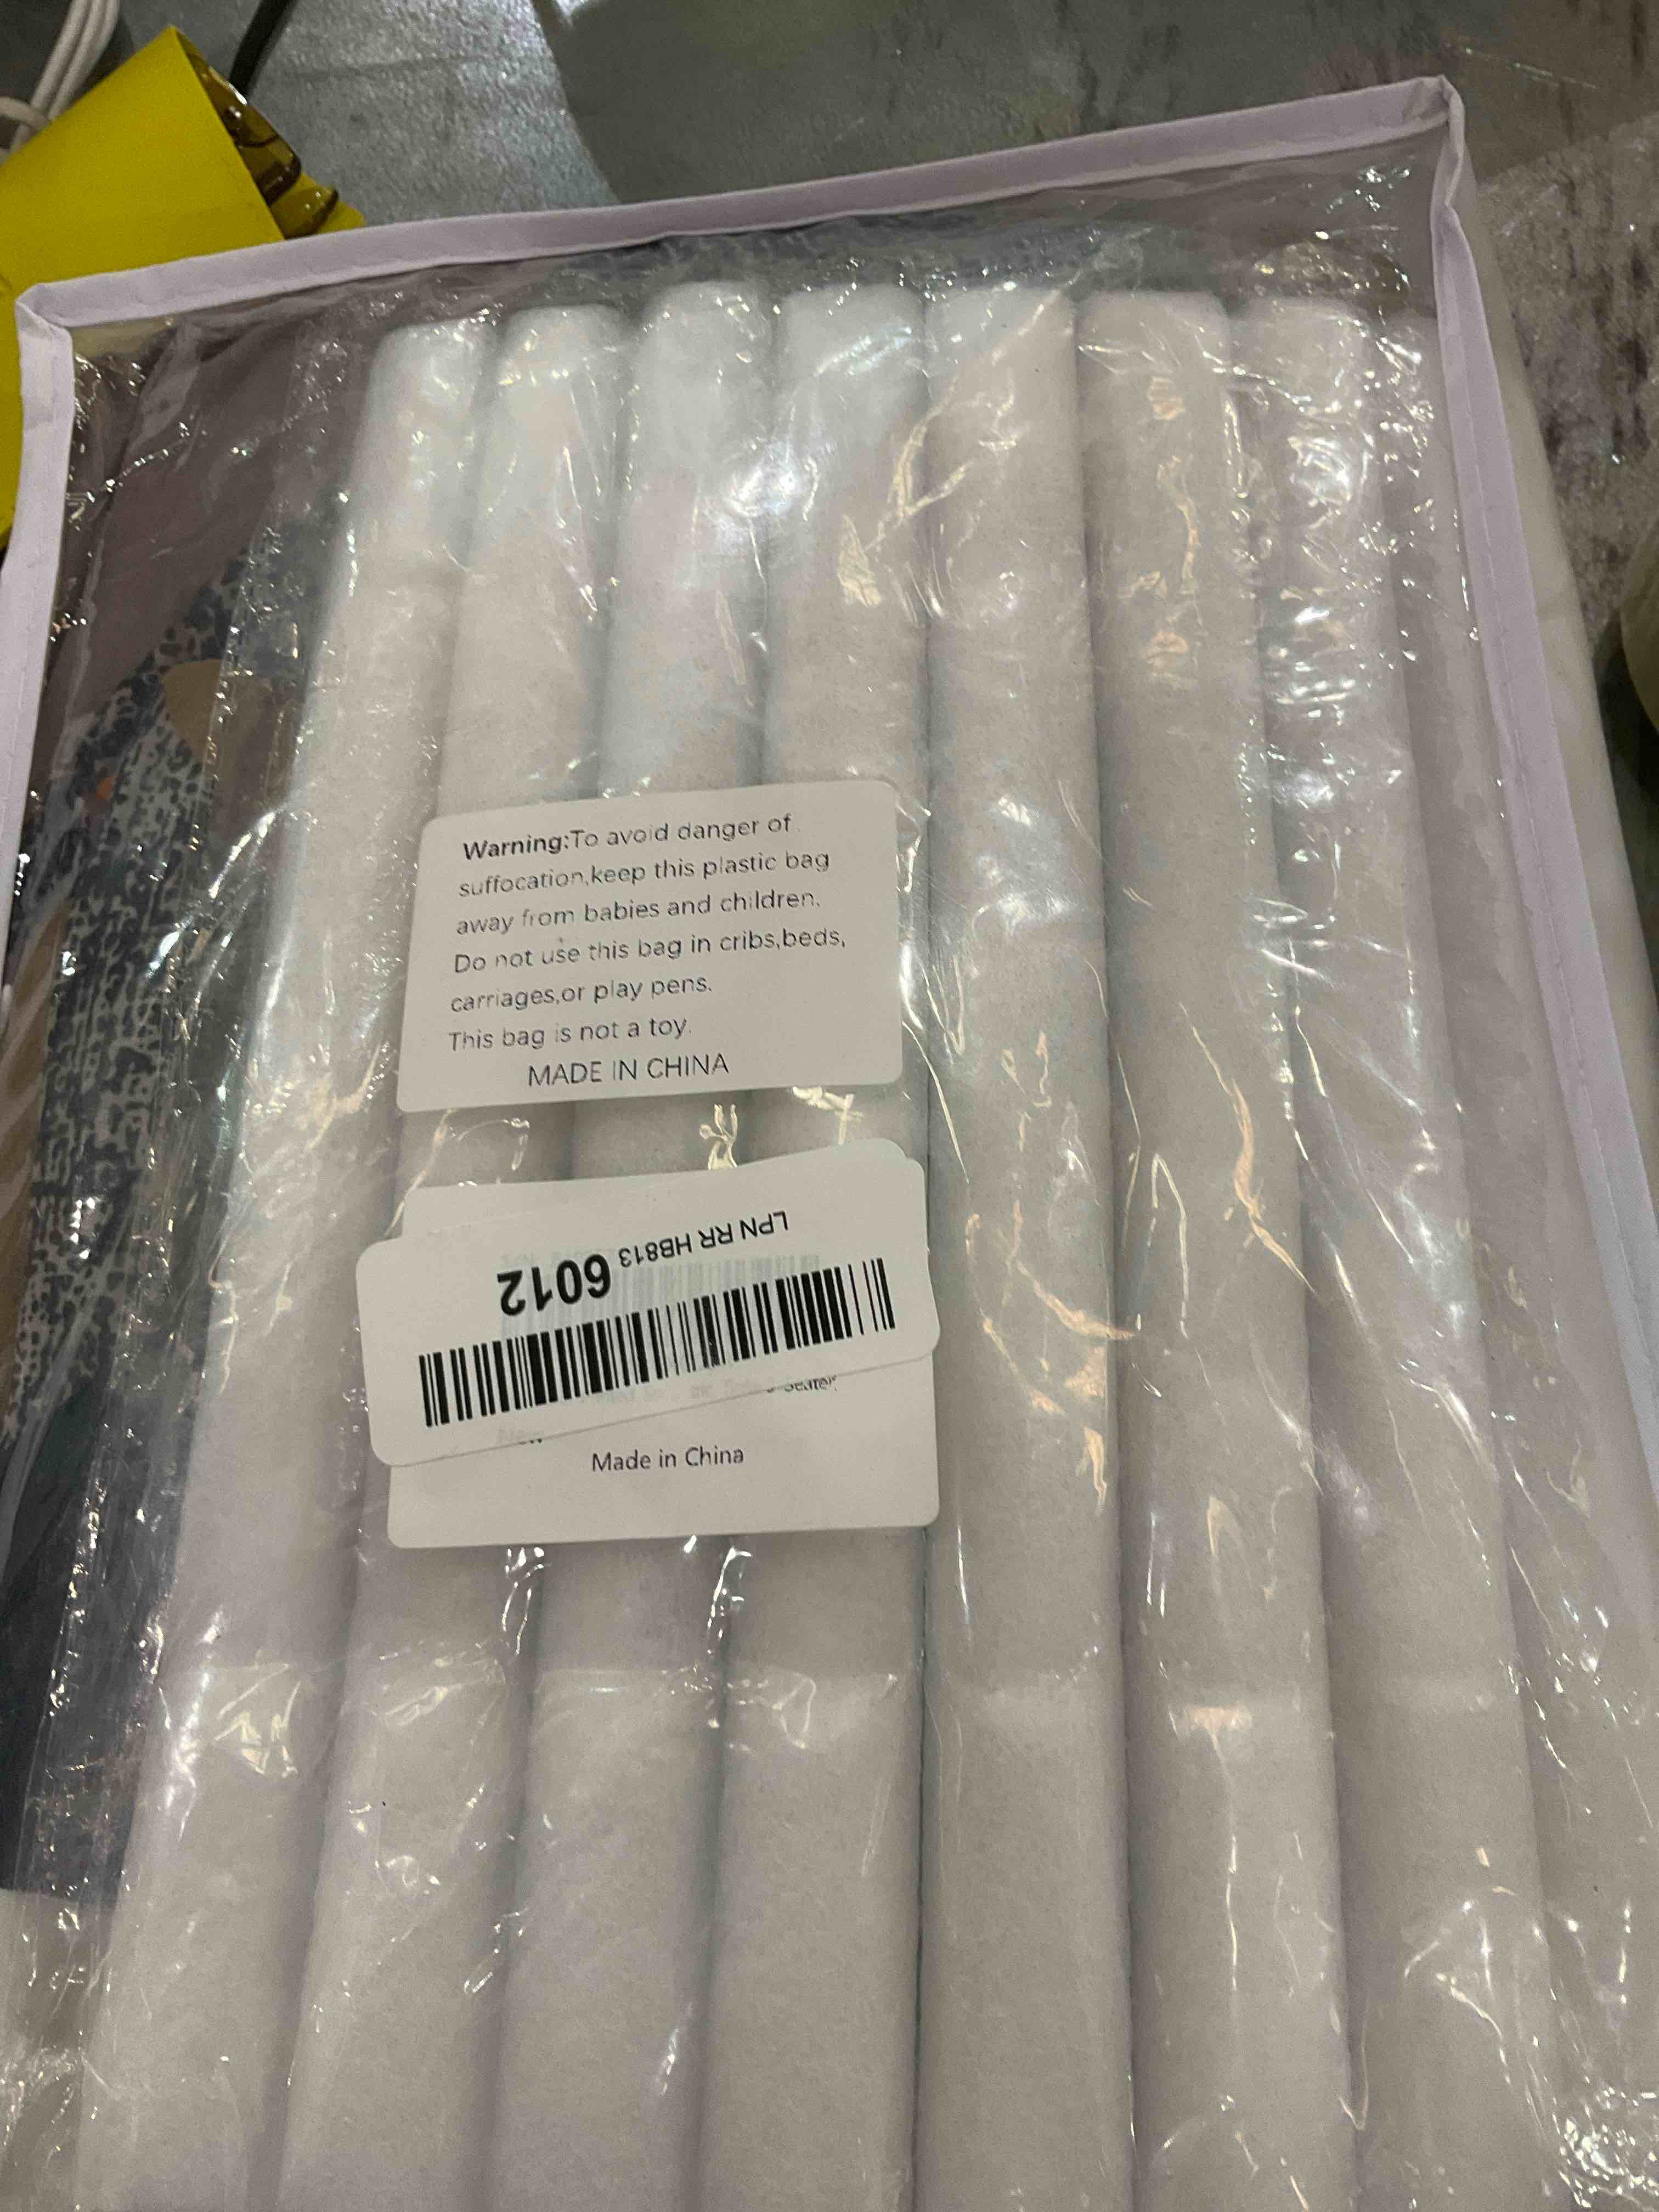 Warning:To avoid danger of
suffocation,keep this plastic bag
away from babies and children.
Do not use this bag in cribs,beds,
carriages,or play pens.
This bag is not a toy.
MADE IN CHINA
LPN RR HB813 6012
Made in China